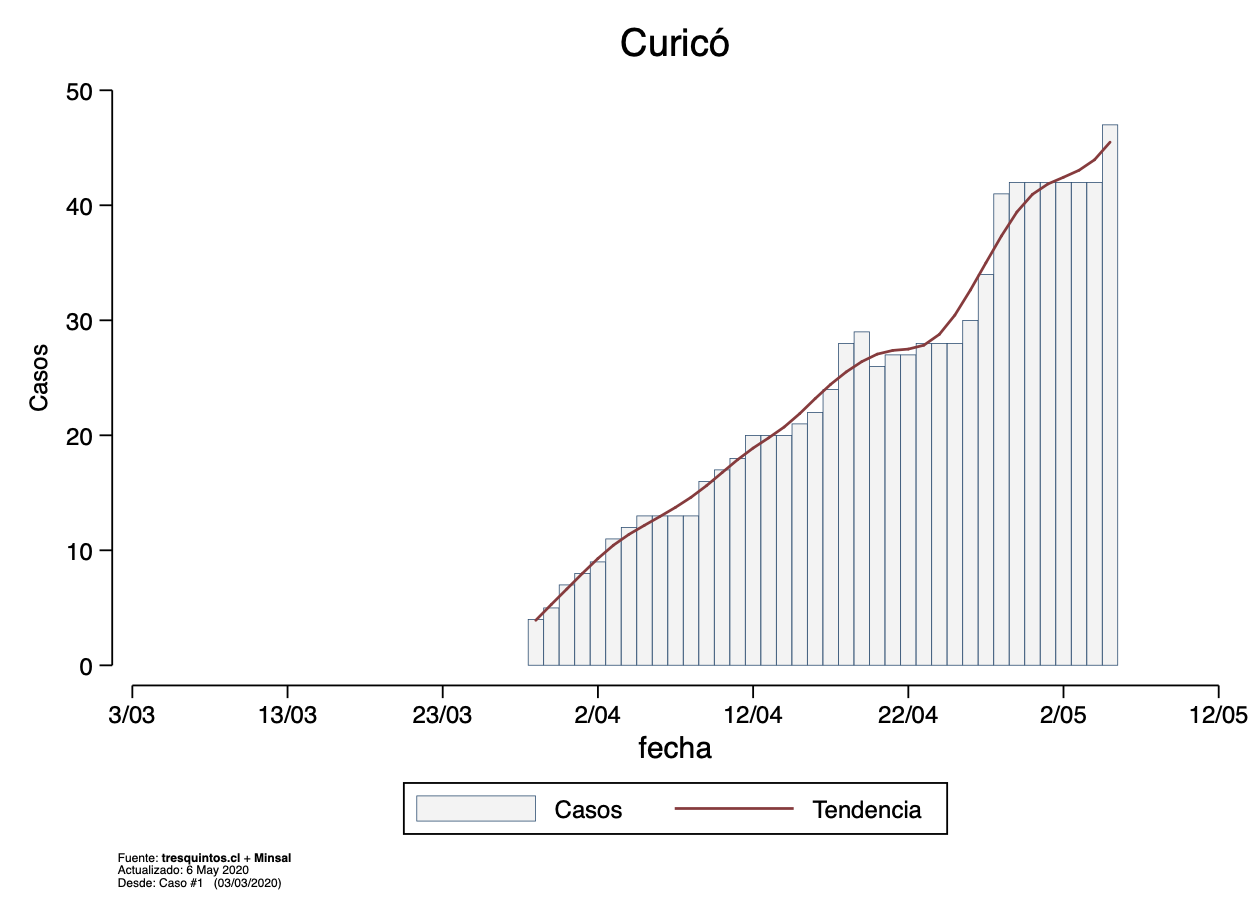 Curicó
50
40
30
20
10
0
Casos
3/03 13/03 23/03 2/04 12/04 22/04 2/05 12/05
fecha
Casos Tendencia
Fuente: tresquintos.cl + Minsal
Actualizado: 6 May 2020
Desde: Caso #1 (03/03/2020)